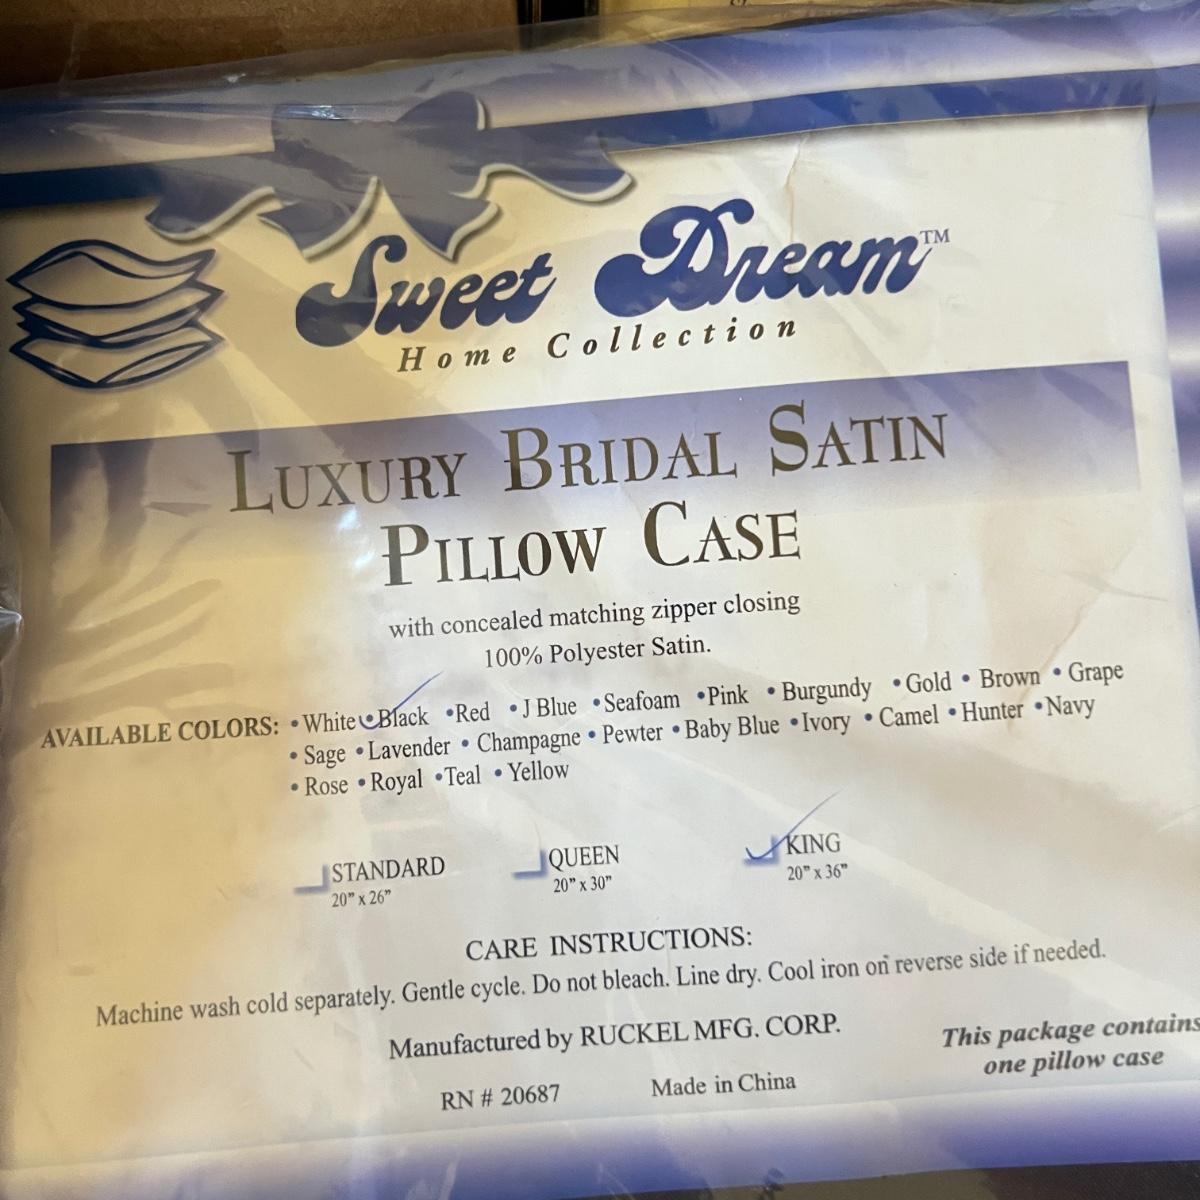 Sweet Dream™
Home Collection
LUXURY BRIDAL SATIN
PILLOW CASE
with concealed matching zipper closing
100% Polyester Satin.
AVAILABLE COLORS: • White • Black • Red • J Blue • Seafoam • Pink • Burgundy • Gold • Brown • Grape
• Sage • Lavender • Champagne • Pewter • Baby Blue • Ivory • Camel • Hunter • Navy
• Rose • Royal • Teal • Yellow
STANDARD QUEEN KING
20” x 26” 20” x 30” 20” x 36”
CARE INSTRUCTIONS:
Machine wash cold separately. Gentle cycle. Do not bleach. Line dry. Cool iron on reverse side if needed.
Manufactured by RUCKEL MFG. CORP.
This package contains
one pillow case
RN # 20687 Made in China